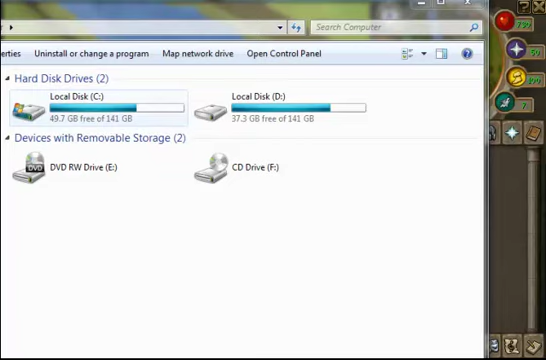 Search Computer
erties Uninstall or change a program Map network drive Open Control Panel
Hard Disk Drives (2)
Local Disk (C:) Local Disk (D:)
49.7 GB free of 141 GB 37.3 GB free of 141 GB
Devices with Removable Storage (2)
DVD RW Drive (E:) CD Drive (F:)
DVD
50
100